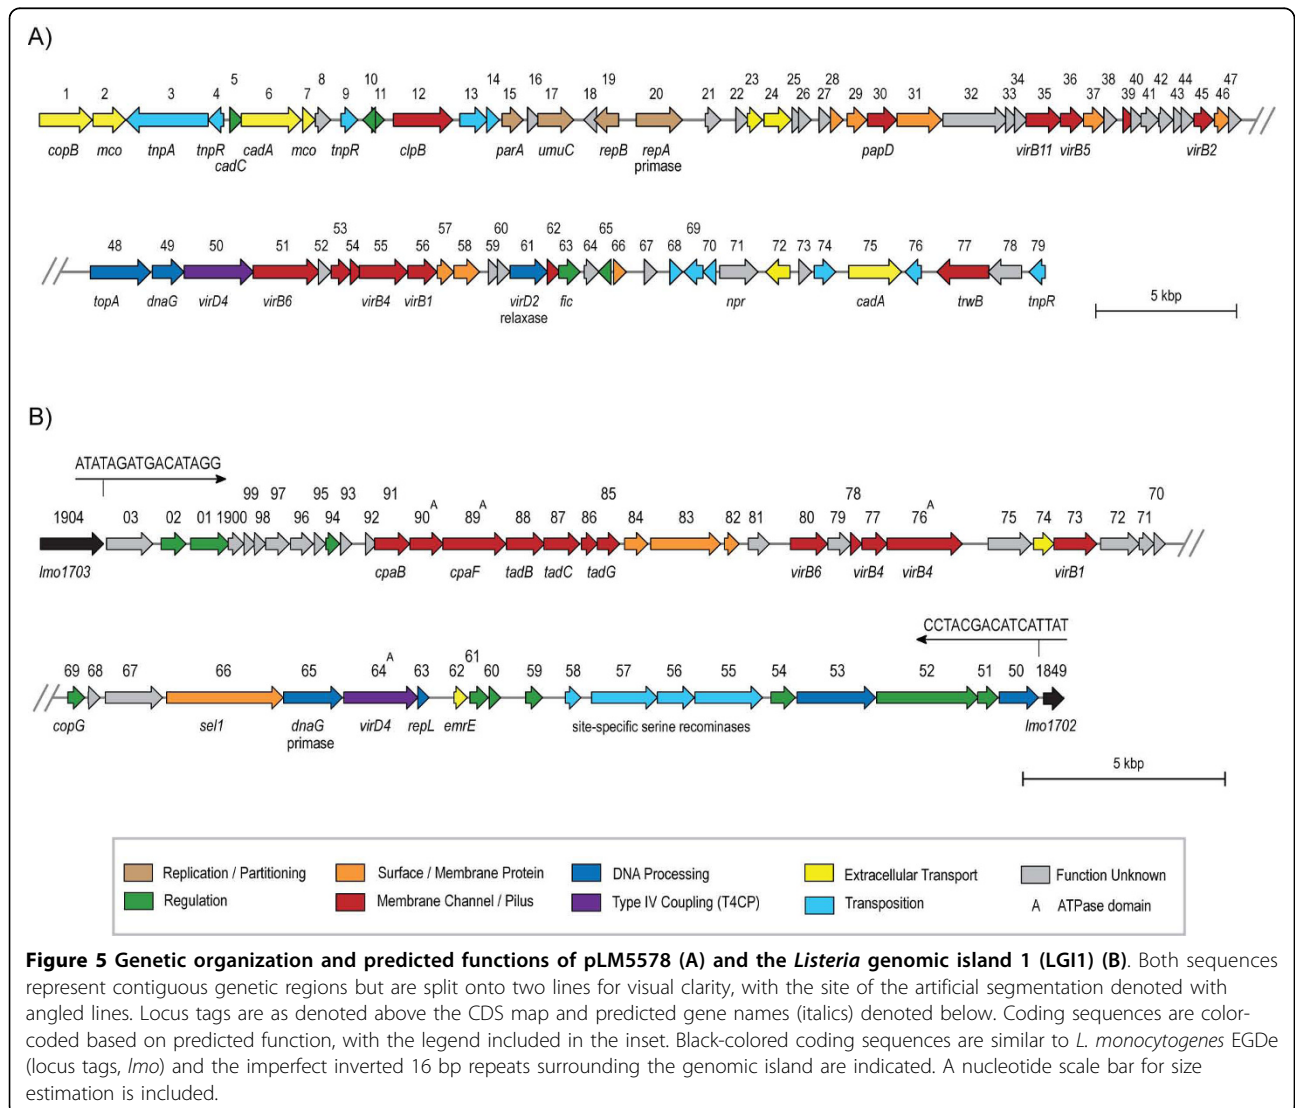 A)
5 8 10 14 16 19 23 25 28 34 36 38 40 42 44 47
1 2 3 4 6 7 9 11 12 13 15 17 18 20 21 22 24 26 27 29 30 31 32 33 35 37 39 41 43 45 46
copB mco tnpA tnpR cadA mco tnpR clpB parA umuC repB repA papD virB11 virB5 virB2
cadC primase
53 57 60 65 69
48 49 50 51 52 54 55 56 58 59 61 62 63 64 66 67 68 70 71 72 73 74 75 76 77 78 79
topA dnaG virD4 virB6 virB4 virB1 virD2 fic npr cadA trwB tnpR
relaxase
5 kbp
B)
ATATAGATGACATAGG
99 97 95 93 91 85 78 70
A A A
1904 03 02 01 1900 98 96 94 92 90 89 88 87 86 84 83 82 81 80 79 77 76 75 74 73 72 71
lmo1703 cpaB cpaF tadB tadC tadG virB6 virB4 virB4 virB1
CCTACGACATCATTAT
61
A
69 68 67 66 65 64 63 62 60 59 58 57 56 55 54 53 52 51 50 1849
copG sel1 dnaG virD4 repL emrE site-specific serine recominases lmo1702
primase
5 kbp
Replication / Partitioning Surface / Membrane Protein DNA Processing Extracellular Transport Function Unknown
Regulation Membrane Channel / Pilus Type IV Coupling (T4CP) Transposition A ATPase domain
Figure 5 Genetic organization and predicted functions of pLM5578 (A) and the Listeria genomic island 1 (LGI1) (B). Both sequences
represent contiguous genetic regions but are split onto two lines for visual clarity, with the site of the artificial segmentation denoted with
angled lines. Locus tags are as denoted above the CDS map and predicted gene names (italics) denoted below. Coding sequences are color-
coded based on predicted function, with the legend included in the inset. Black-colored coding sequences are similar to L. monocytogenes EGDe
(locus tags, lmo) and the imperfect inverted 16 bp repeats surrounding the genomic island are indicated. A nucleotide scale bar for size
estimation is included.